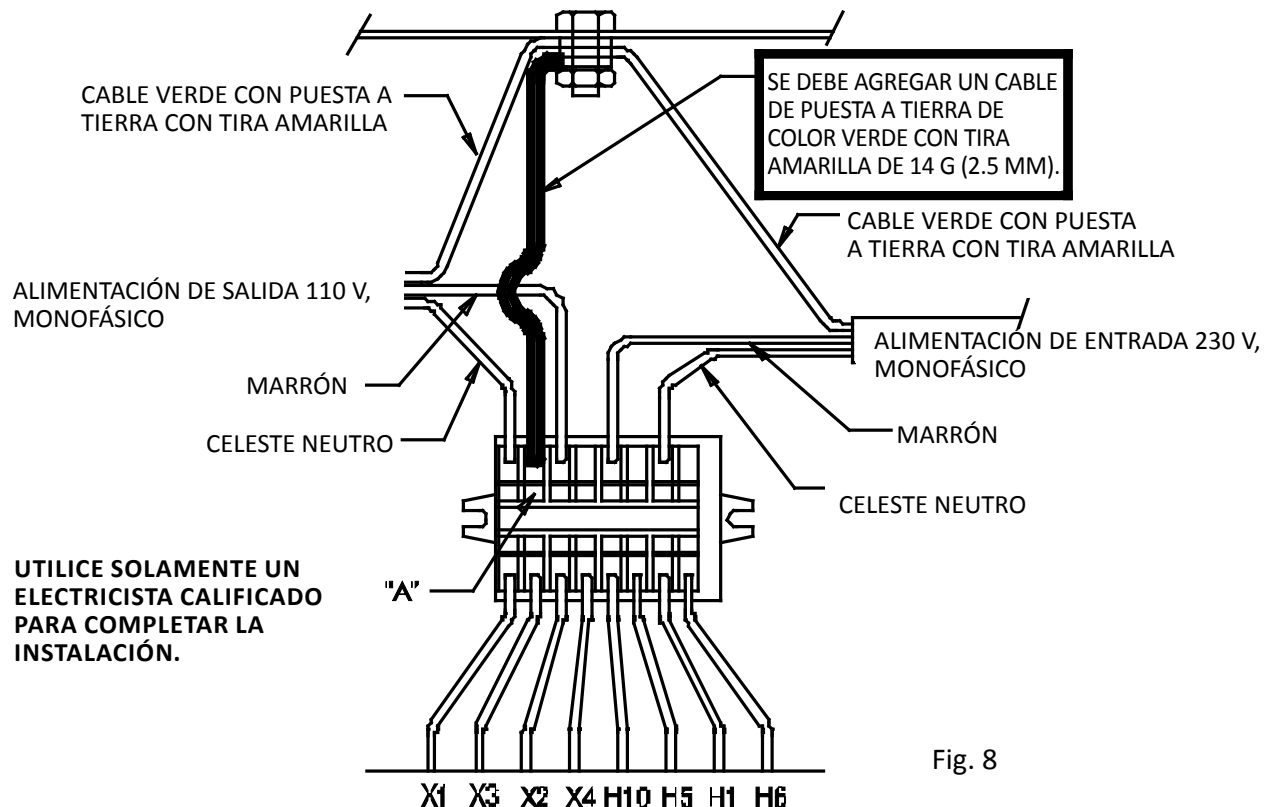 CABLE VERDE CON PUESTA A
TIERRA CON TIRA AMARILLA
SE DEBE AGREGAR UN CABLE
DE PUESTA A TIERRA DE
COLOR VERDE CON TIRA
AMARILLA DE 14 G (2.5 MM).
CABLE VERDE CON PUESTA
A TIERRA CON TIRA AMARILLA
ALIMENTACIÓN DE SALIDA 110 V,
MONOFÁSICO
ALIMENTACIÓN DE ENTRADA 230 V,
MONOFÁSICO
MARRÓN
CELESTE NEUTRO
MARRÓN
CELESTE NEUTRO
UTILICE SOLAMENTE UN
ELECTRICISTA CALIFICADO
PARA COMPLETAR LA
INSTALACIÓN.
"A"
Fig. 8
X1 X3 X2 X4 H10 H5 H1 H6